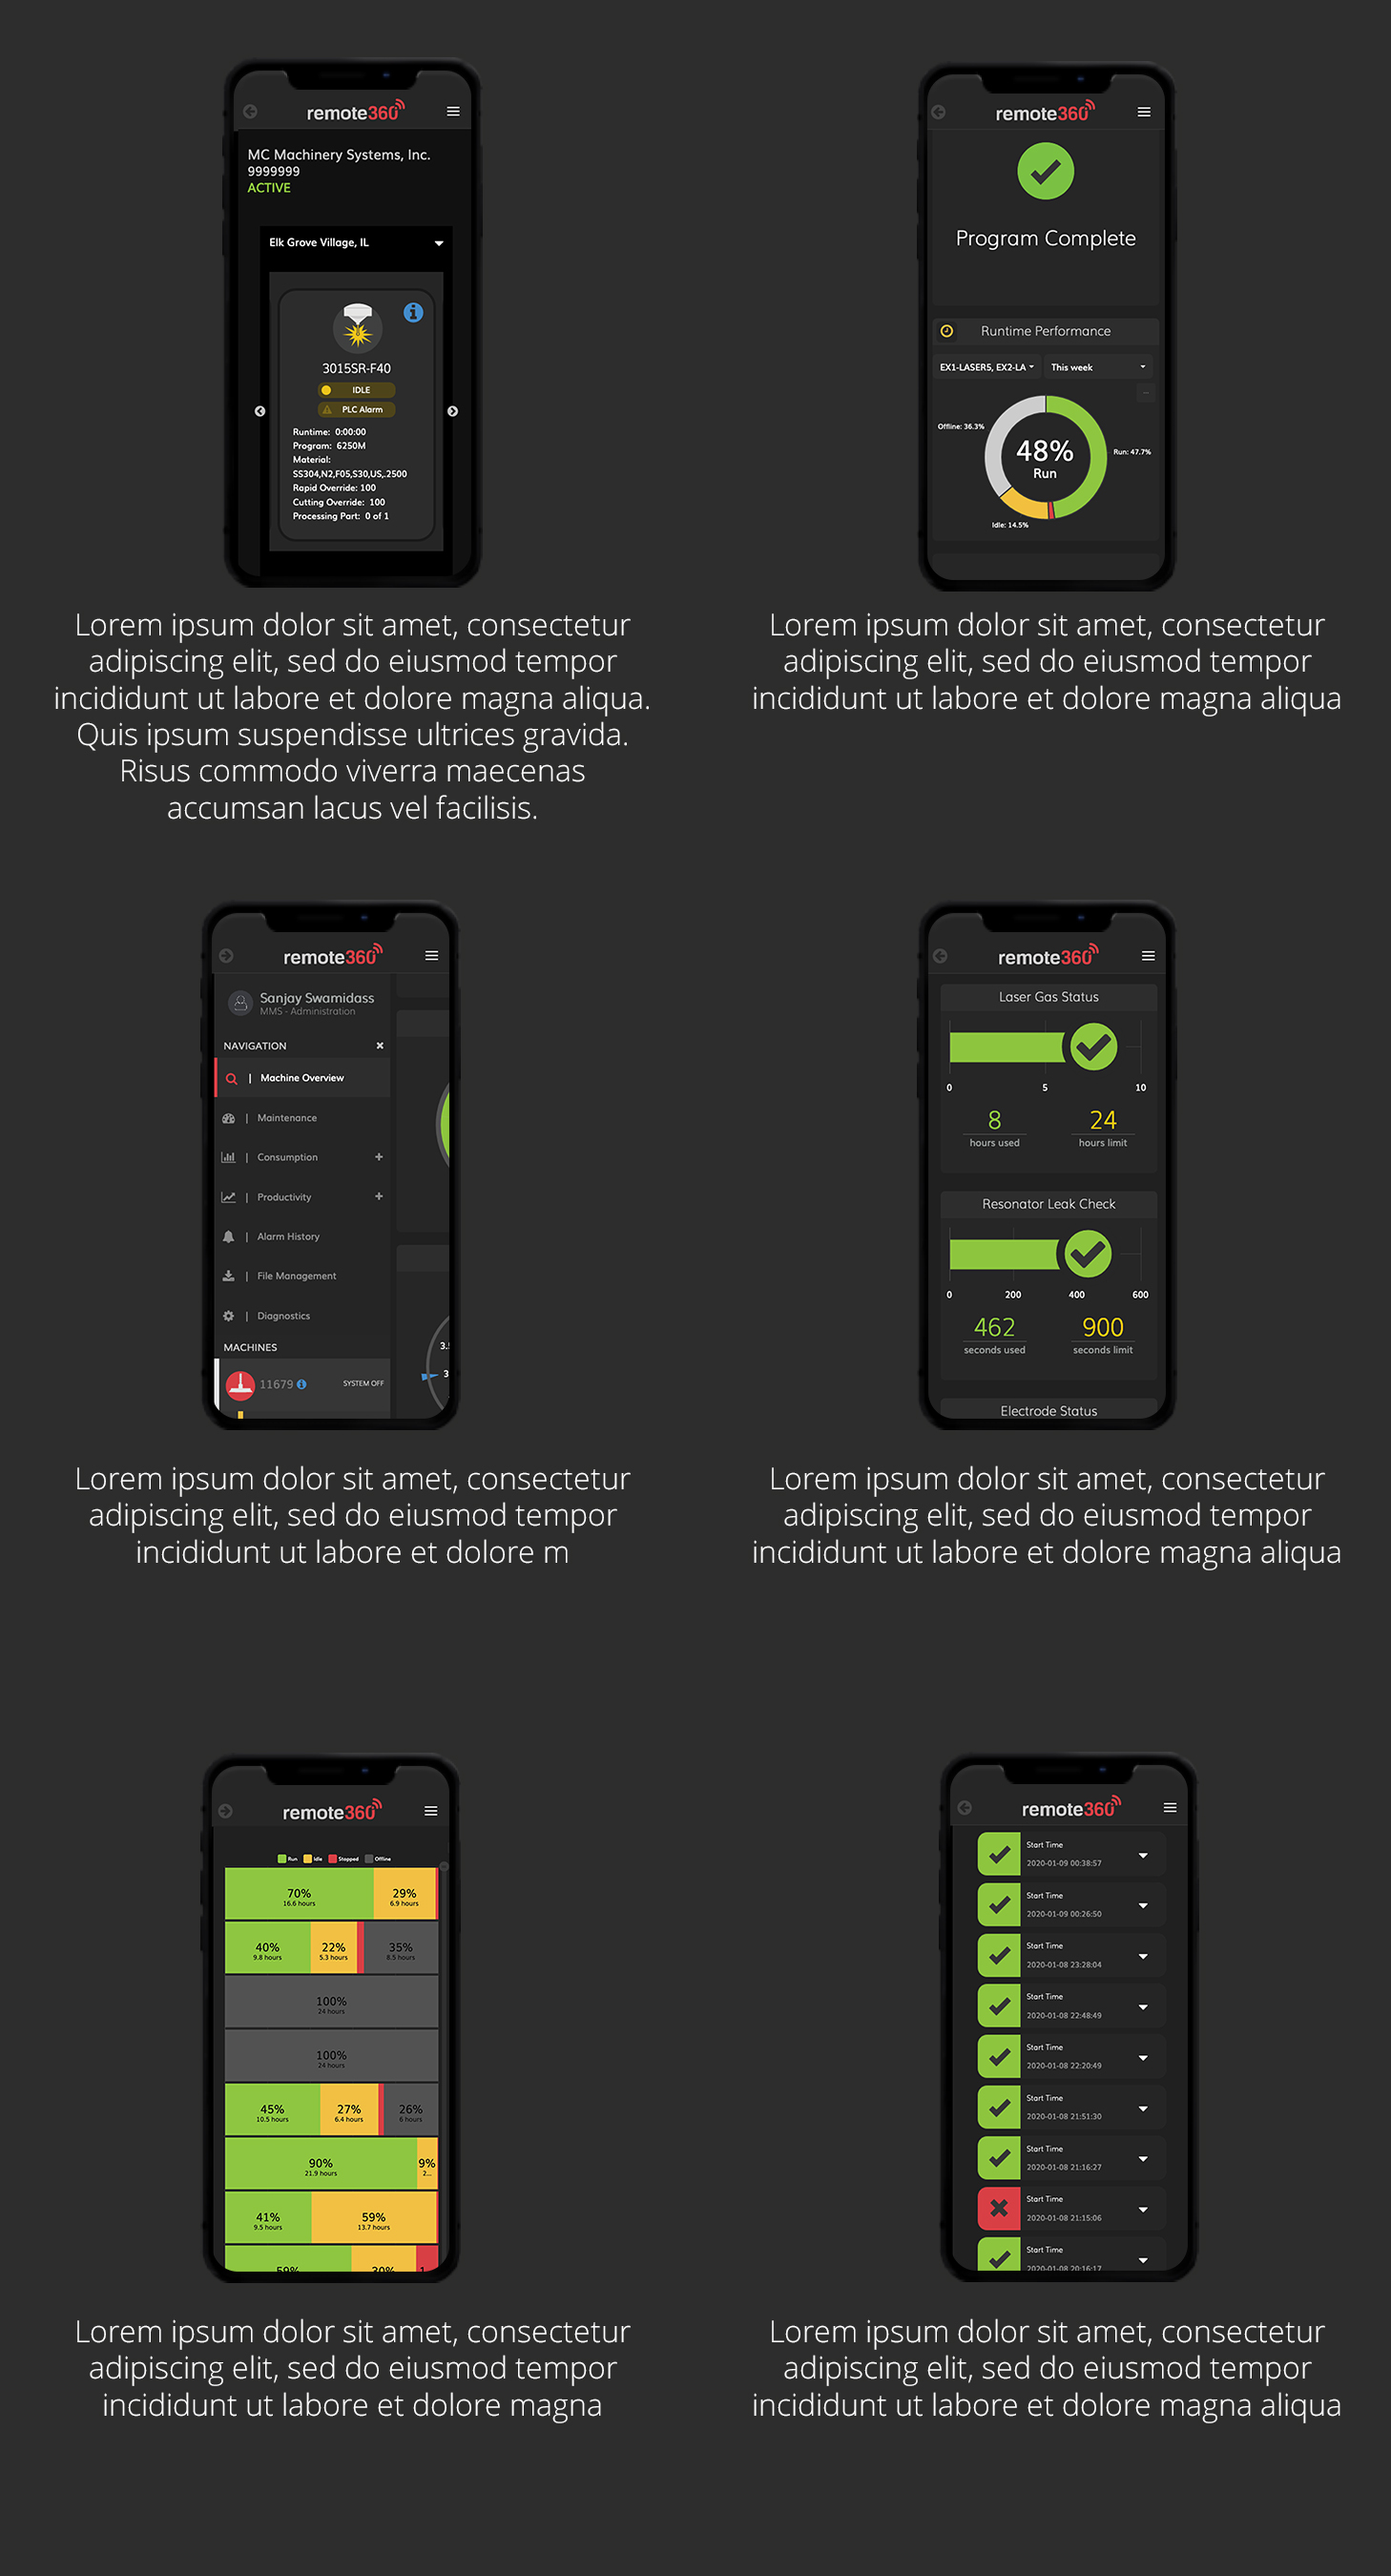 remote360
MC Machinery Systems, Inc.
9999999
ACTIVE
Elk Grove Village, IL
3015SR-F40
IDLE
PLC Alarm
Runtime: 0:00:00
Program: 6250M
Material:
SS304,N2,F05,S30,US,.2500
Rapid Override: 100
Cutting Override: 100
Processing Part: 0 of 1
Lorem ipsum dolor sit amet, consectetur
adipiscing elit, sed do eiusmod tempor
incididunt ut labore et dolore magna aliqua.
Quis ipsum suspendisse ultrices gravida.
Risus commodo viverra maecenas
accumsan lacus vel facilisis.
remote360
Program Complete
Runtime Performance
EX1-LASER5, EX2-LA
This week
Offline: 36.3%
48%
Run
Run: 47.7%
Idle: 14.5%
Lorem ipsum dolor sit amet, consectetur
adipiscing elit, sed do eiusmod tempor
incididunt ut labore et dolore magna aliqua
remote360
Sanjay Swamidass
MMS - Administration
NAVIGATION
| Machine Overview
| Maintenance
| Consumption +
| Productivity +
| Alarm History
| File Management
| Diagnostics
MACHINES
11679 SYSTEM OFF
3.
3
Lorem ipsum dolor sit amet, consectetur
adipiscing elit, sed do eiusmod tempor
incididunt ut labore et dolore m
remote360
Laser Gas Status
0 5 10
8 24
hours used hours limit
Resonator Leak Check
0 200 400 600
462 900
seconds used seconds limit
Electrode Status
Lorem ipsum dolor sit amet, consectetur
adipiscing elit, sed do eiusmod tempor
incididunt ut labore et dolore magna aliqua
remote360
Run Idle Stopped Offline
70% 29%
16.6 hours 6.9 hours
40% 22% 35%
9.8 hours 5.3 hours 8.5 hours
100%
24 hours
100%
24 hours
45% 27% 26%
10.5 hours 6.4 hours 6 hours
90% 9%
21.9 hours 2...
41% 59%
9.5 hours 13.7 hours
59% 30%
Lorem ipsum dolor sit amet, consectetur
adipiscing elit, sed do eiusmod tempor
incididunt ut labore et dolore magna
remote360
Start Time
2020-01-09 00:38:57
Start Time
2020-01-09 00:26:50
Start Time
2020-01-08 23:28:04
Start Time
2020-01-08 22:48:49
Start Time
2020-01-08 22:20:49
Start Time
2020-01-08 21:51:30
Start Time
2020-01-08 21:16:27
Start Time
2020-01-08 21:15:06
Start Time
2020-01-08 20:16:17
Lorem ipsum dolor sit amet, consectetur
adipiscing elit, sed do eiusmod tempor
incididunt ut labore et dolore magna aliqua